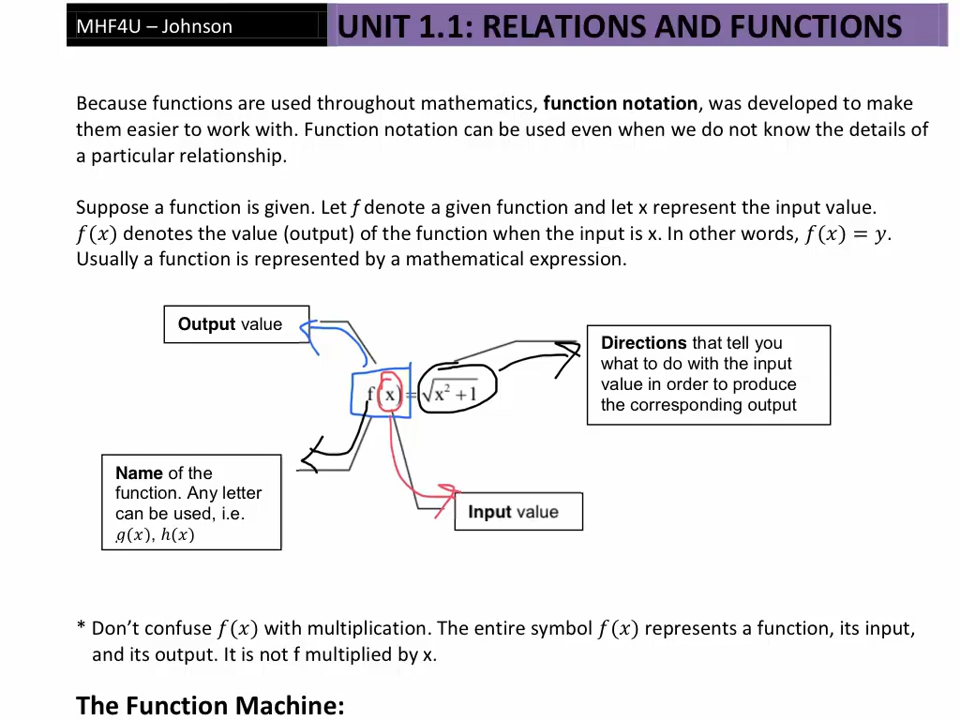 MHF4U – Johnson
UNIT 1.1: RELATIONS AND FUNCTIONS
Because functions are used throughout mathematics, function notation, was developed to make
them easier to work with. Function notation can be used even when we do not know the details of
a particular relationship.
Suppose a function is given. Let f denote a given function and let x represent the input value.
f(x) denotes the value (output) of the function when the input is x. In other words, f(x) = y.
Usually a function is represented by a mathematical expression.
Output value
Directions that tell you
what to do with the input
value in order to produce
the corresponding output
f(x) = √x² + 1
Name of the
function. Any letter
can be used, i.e.
g(x), h(x)
Input value
* Don’t confuse f(x) with multiplication. The entire symbol f(x) represents a function, its input,
and its output. It is not f multiplied by x.
The Function Machine: